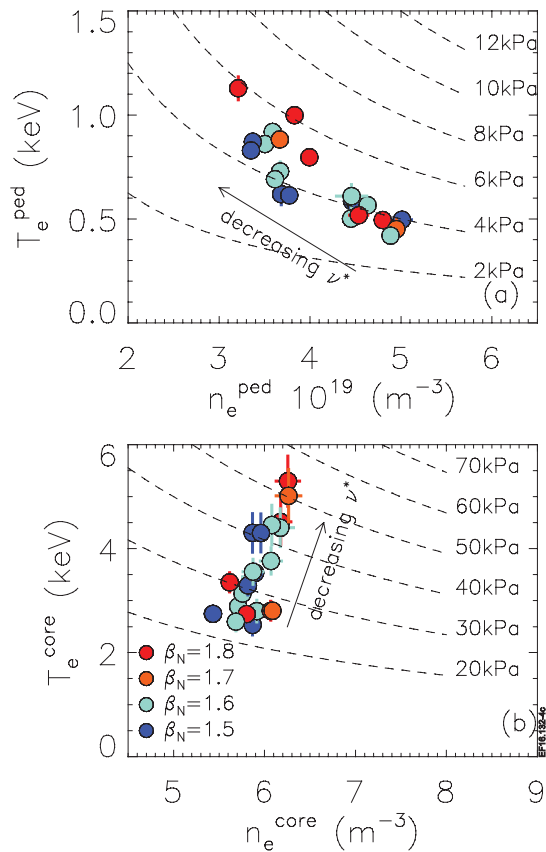 1.5
1.0
0.5
0.0
T_e^ped (keV)
12kPa
10kPa
8kPa
6kPa
4kPa
2kPa
decreasing ν*
(a)
2 3 4 5 6
n_e^ped 10^19 (m^-3)
6
4
2
0
T_e^core (keV)
70kPa
60kPa
50kPa
40kPa
30kPa
20kPa
decreasing ν*
β_N=1.8
β_N=1.7
β_N=1.6
β_N=1.5
(b)
EF16.132-4c
5 6 7 8 9
n_e^core (m^-3)